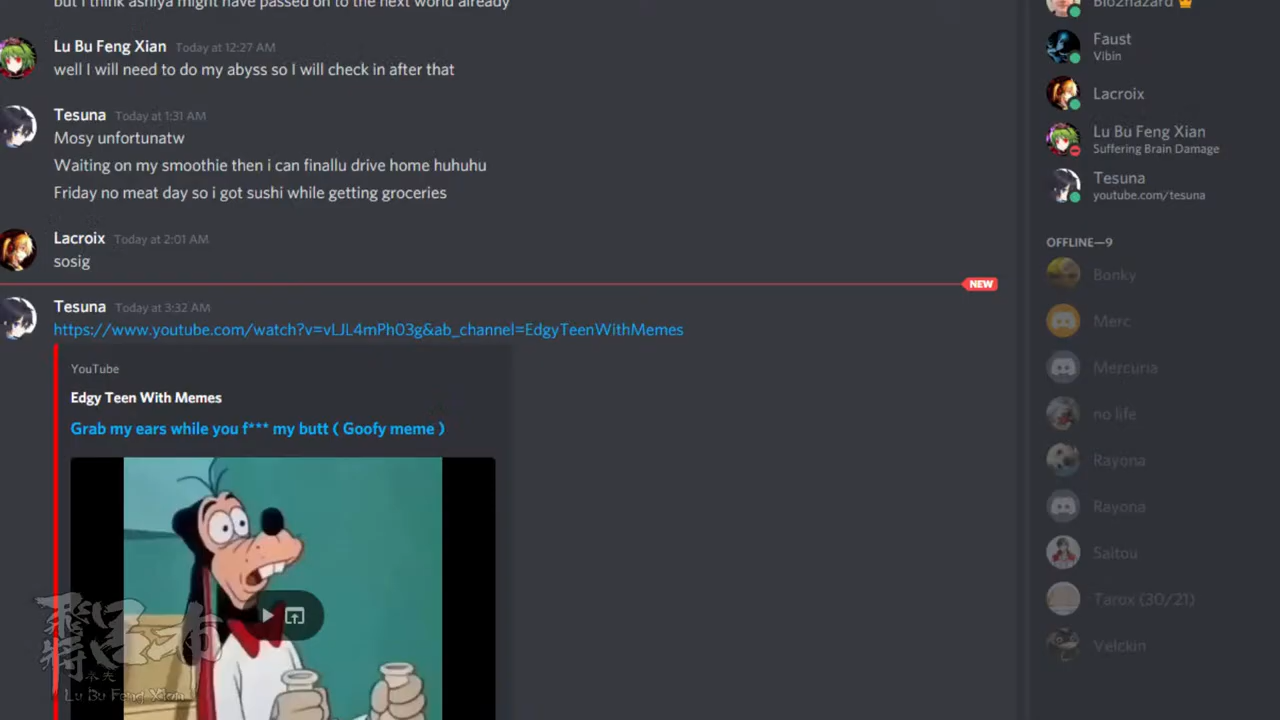 but I think ashiya might have passed on to the next world already
Lu Bu Feng Xian Today at 12:27 AM
well I will need to do my abyss so I will check in after that
Tesuna Today at 1:31 AM
Mosy unfortunatw
Waiting on my smoothie then i can finallu drive home huhuhu
Friday no meat day so i got sushi while getting groceries
Lacroix Today at 2:01 AM
sosig
NEW
Tesuna Today at 3:32 AM
https://www.youtube.com/watch?v=vLJL4mPh03g&ab_channel=EdgyTeenWithMemes
YouTube
Edgy Teen With Memes
Grab my ears while you f*** my butt ( Goofy meme )
Lu Bu Feng Xian
Bio2hazard
Faust
Vibin
Lacroix
Lu Bu Feng Xian
Suffering Brain Damage
Tesuna
youtube.com/tesuna
OFFLINE—9
Bonky
Merc
Mercuria
no life
Rayona
Rayona
Saitou
Tarox (30/21)
Velckin